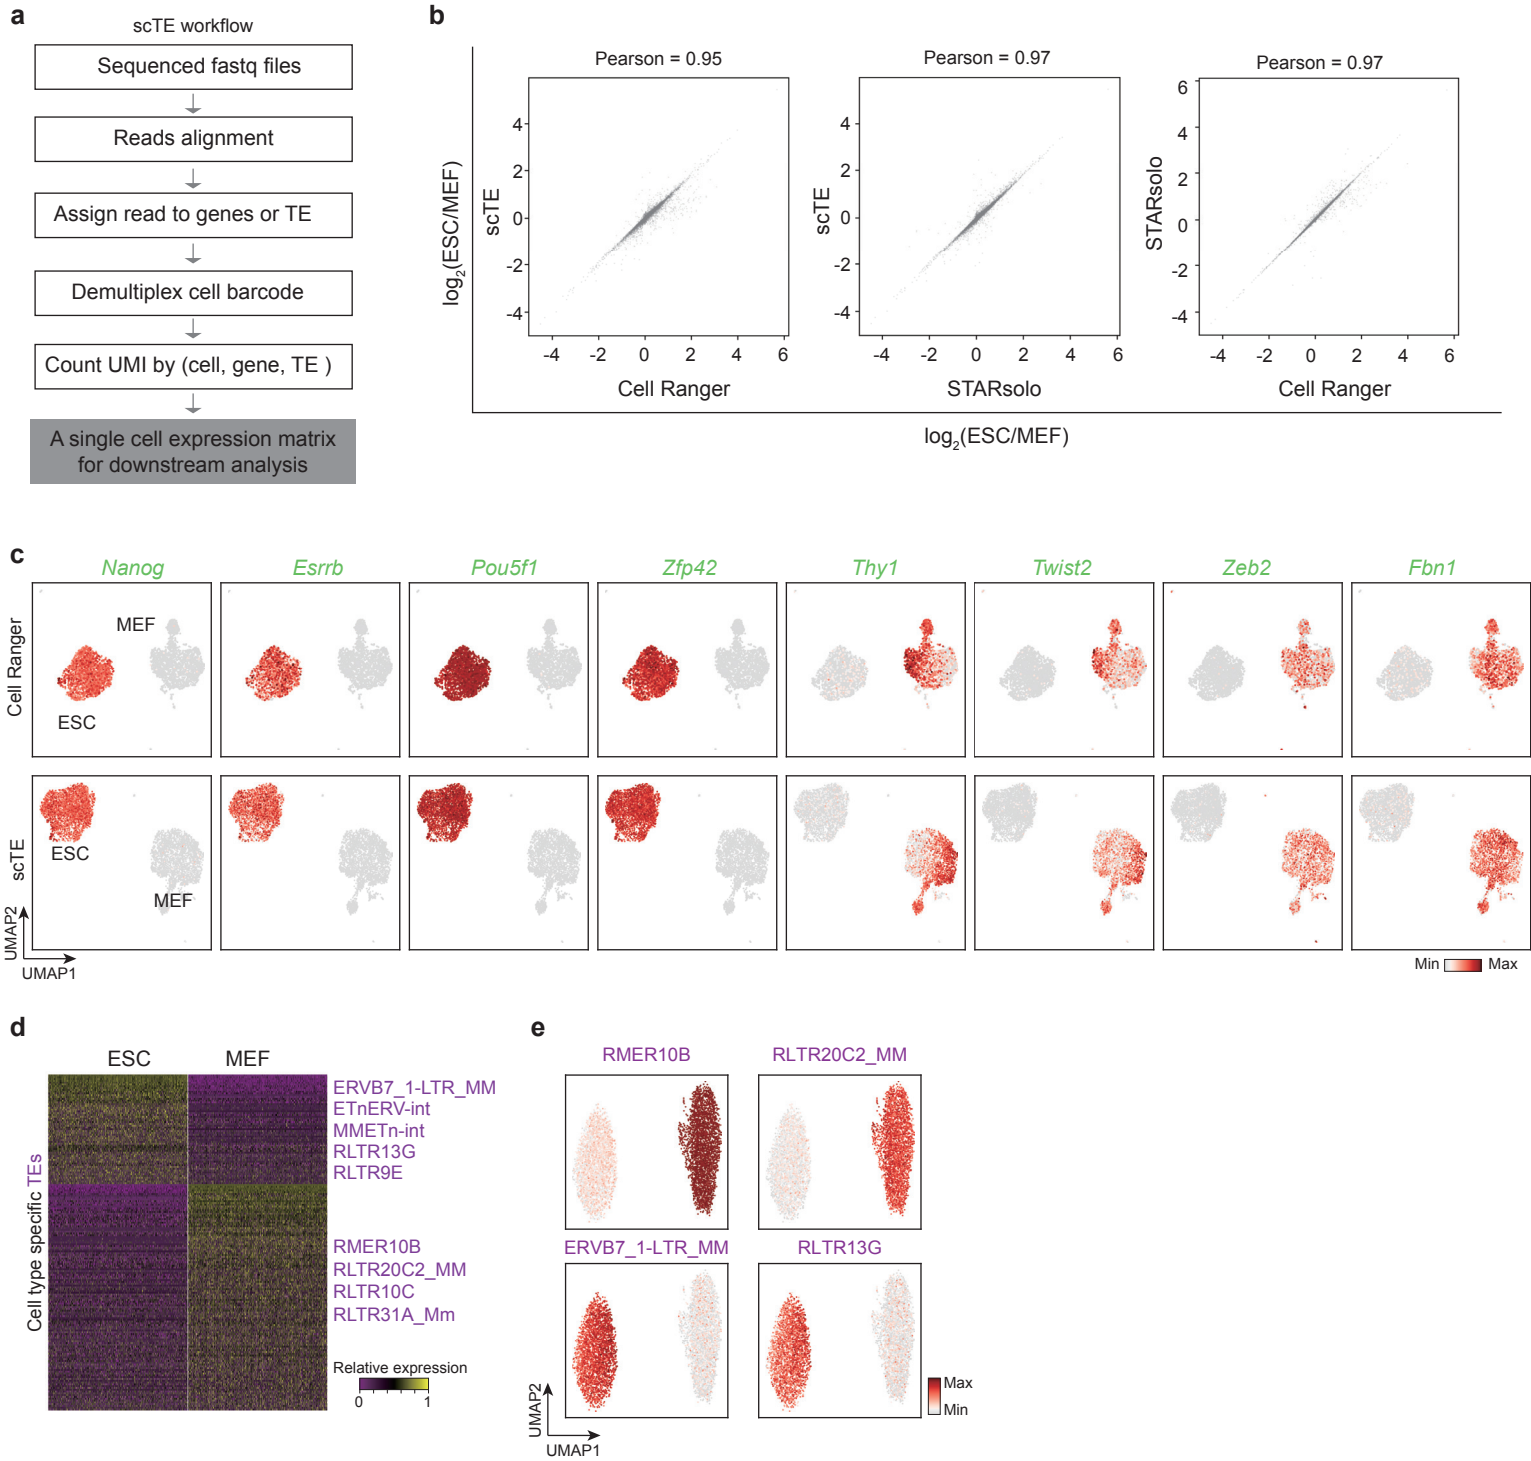 a
scTE workflow
Sequenced fastq files
Reads alignment
Assign read to genes or TE
Demultiplex cell barcode
Count UMI by (cell, gene, TE )
A single cell expression matrix
for downstream analysis
b
Pearson = 0.95
Pearson = 0.97
Pearson = 0.97
log2(ESC/MEF)
scTE
4
2
0
-2
-4
-4 -2 0 2 4 6
Cell Ranger
scTE
4
2
0
-2
-4
-4 -2 0 2 4 6
STARsolo
STARsolo
6
4
2
0
-2
-4
-4 -2 0 2 4 6
Cell Ranger
log2(ESC/MEF)
c
Nanog Esrrb Pou5f1 Zfp42 Thy1 Twist2 Zeb2 Fbn1
Cell Ranger
MEF
ESC
scTE
ESC
MEF
UMAP2
UMAP1
Min Max
d
ESC MEF
Cell type specific TEs
ERVB7_1-LTR_MM
ETnERV-int
MMETn-int
RLTR13G
RLTR9E
RMER10B
RLTR20C2_MM
RLTR10C
RLTR31A_Mm
Relative expression
0 1
e
RMER10B RLTR20C2_MM
ERVB7_1-LTR_MM RLTR13G
UMAP2
UMAP1
Max
Min